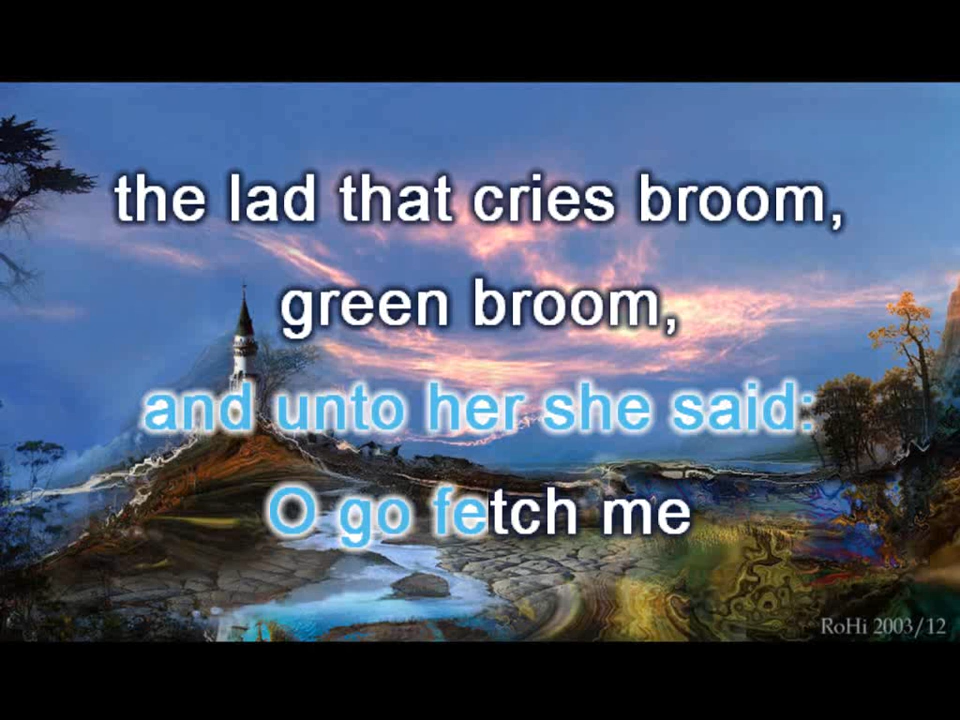 the lad that cries broom,
green broom,
and unto her she said:
O go fetch me
RoHi 2003/12